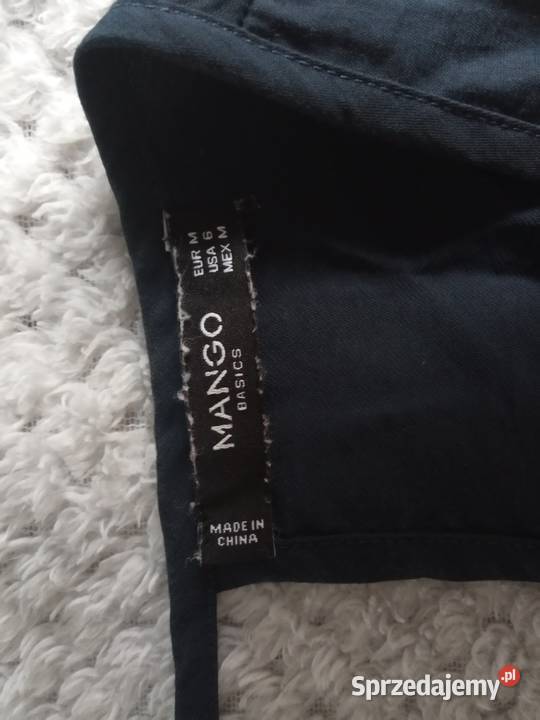 EUR M
USA 6
MEX M
MANGO
BASICS
MADE IN
CHINA
Sprzedajemy.pl